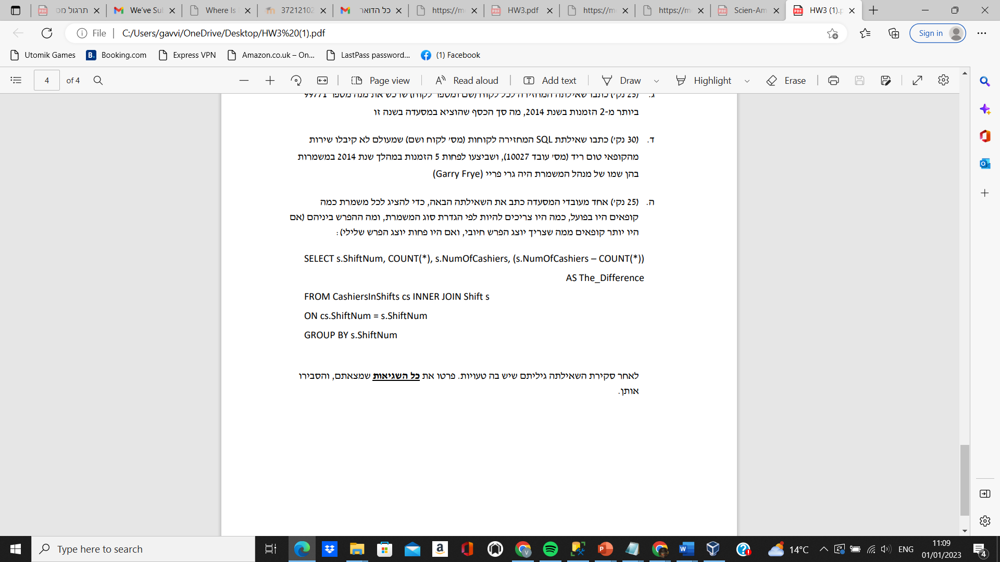 תרגול מס
We've Sul
Where Is
37212102
כל הדואר
https://m
HW3.pdf
https://m
https://m
Scien-Am
HW3 (1).p
File
C:/Users/gavvi/OneDrive/Desktop/HW3%20(1).pdf
Sign in
Utomik Games
Booking.com
Express VPN
Amazon.co.uk – On...
LastPass password...
(1) Facebook
4 of 4
Page view
Read aloud
Add text
Draw
Highlight
Erase
ג. (25 נק') כתבו שאילתה המחזירה לכל לקוח (שם ומספר לקוח) שרכש את מנה מספר 99771
ביותר מ-2 הזמנות בשנת 2014, מה סך הכסף שהוציא במסעדה בשנה זו
ד. (30 נק') כתבו שאילתת SQL המחזירה לקוחות (מס' לקוח ושם) שמעולם לא קיבלו שירות
מהקופאי טום ריד (מס' עובד 10027), ושביצעו לפחות 5 הזמנות במהלך שנת 2014 במשמרות
בהן שמו של מנהל המשמרת היה גרי פריי (Garry Frye)
ה. (25 נק') אחד מעובדי המסעדה כתב את השאילתה הבאה, כדי להציג לכל משמרת כמה
קופאים היו בפועל, כמה היו צריכים להיות לפי הגדרת סוג המשמרת, ומה ההפרש ביניהם (אם
היו יותר קופאים ממה שצריך יוצג הפרש חיובי, ואם היו פחות יוצג הפרש שלילי):
SELECT s.ShiftNum, COUNT(*), s.NumOfCashiers, (s.NumOfCashiers – COUNT(*))
AS The_Difference
FROM CashiersInShifts cs INNER JOIN Shift s
ON cs.ShiftNum = s.ShiftNum
GROUP BY s.ShiftNum
לאחר סקירת השאילתה גיליתם שיש בה טעויות. פרטו את כל השגיאות שמצאתם, והסבירו
אותן.
Type here to search
14°C
ENG
11:09
01/01/2023
4